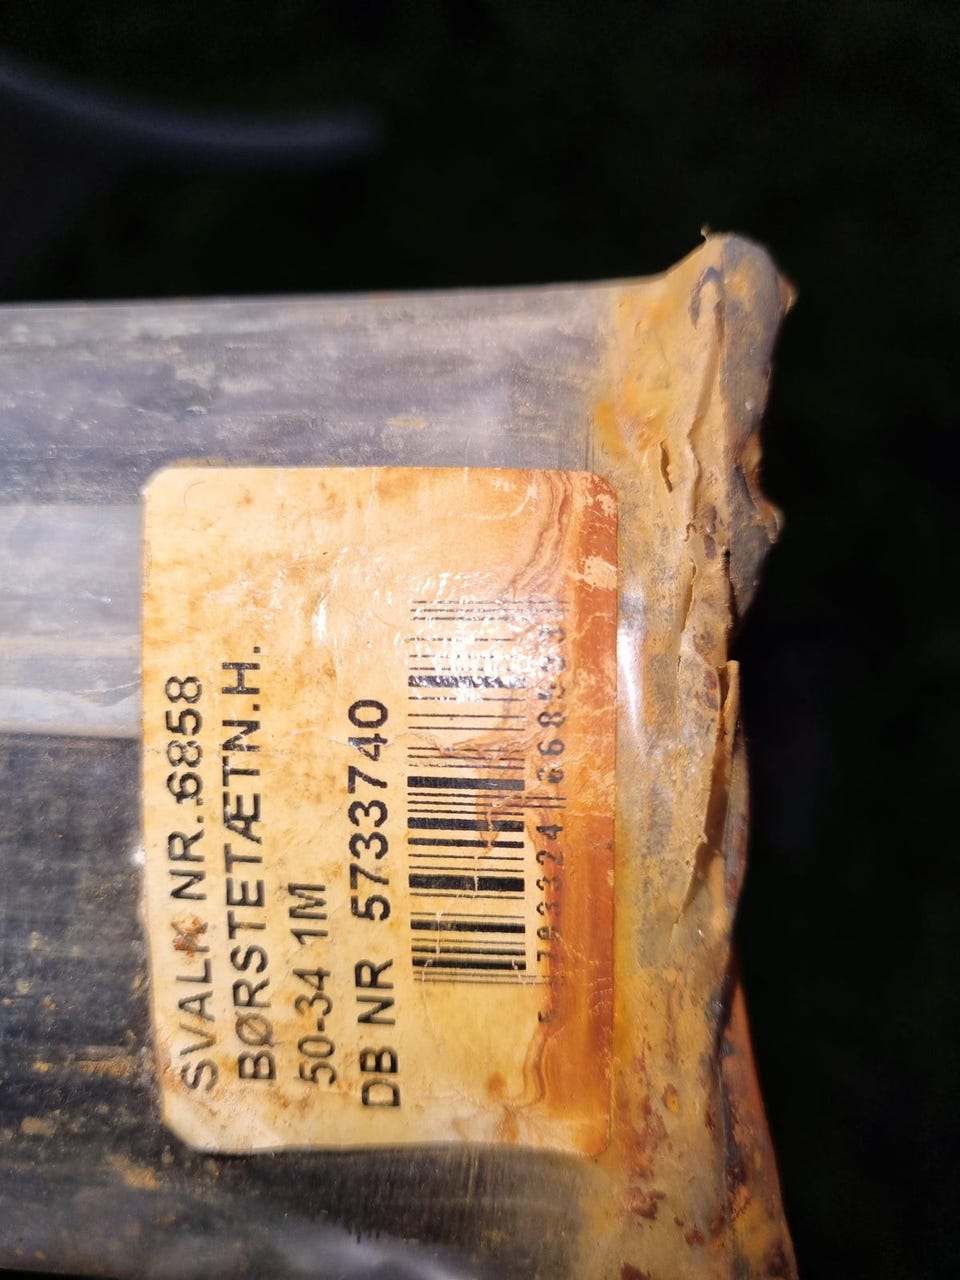 SVALK NR.6858
BØRSTETÆTN.H.
50-34 1M
DB NR 5733740